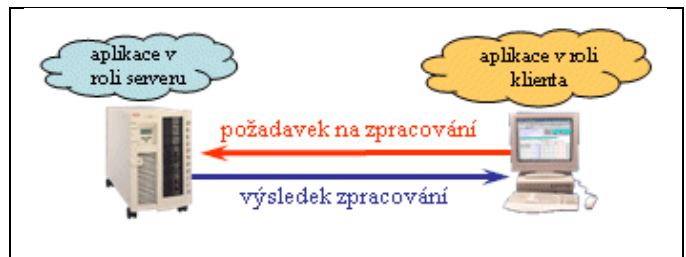 aplikace v
roli serveru
aplikace v roli
klienta
požadavek na zpracování
výsledek zpracování